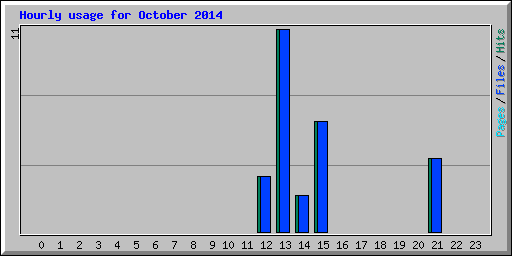 Hourly usage for October 2014
11
Pages/Files/Hits
0 1 2 3 4 5 6 7 8 9 10 11 12 13 14 15 16 17 18 19 20 21 22 23